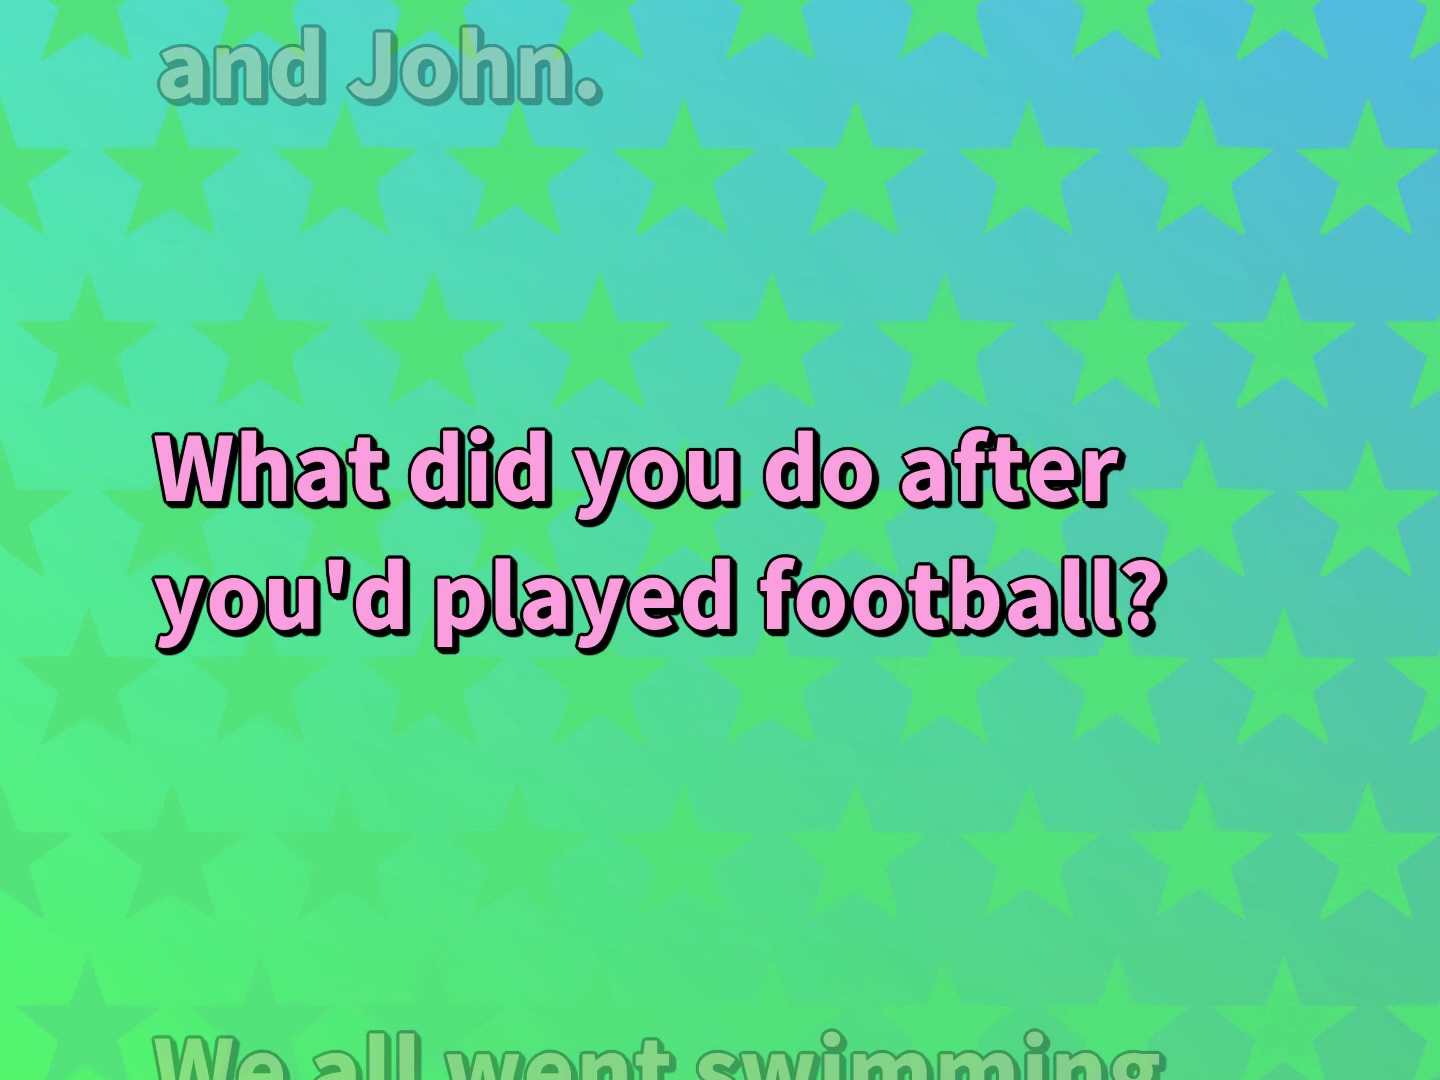 and John.
What did you do after
you'd played football?
We all went swimming